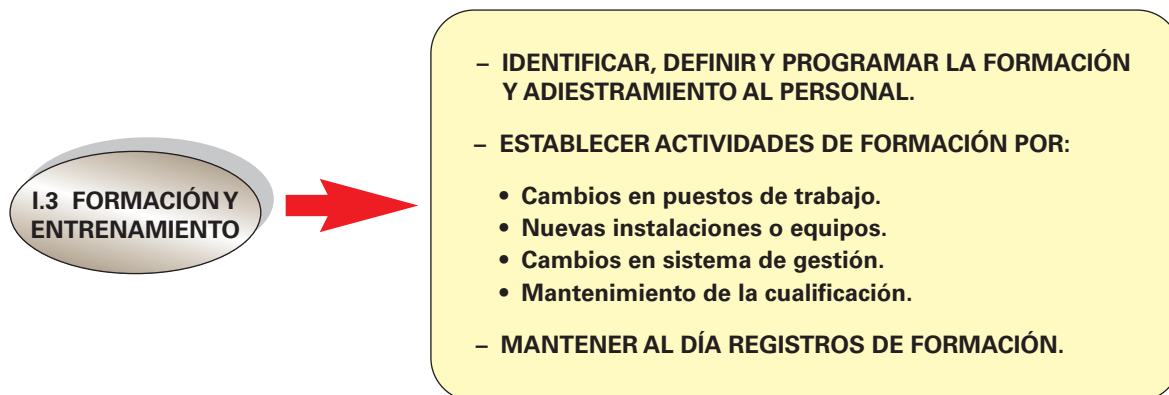 I.3 FORMACIÓN Y
ENTRENAMIENTO
– IDENTIFICAR, DEFINIR Y PROGRAMAR LA FORMACIÓN
Y ADIESTRAMIENTO AL PERSONAL.
– ESTABLECER ACTIVIDADES DE FORMACIÓN POR:
• Cambios en puestos de trabajo.
• Nuevas instalaciones o equipos.
• Cambios en sistema de gestión.
• Mantenimiento de la cualificación.
– MANTENER AL DÍA REGISTROS DE FORMACIÓN.